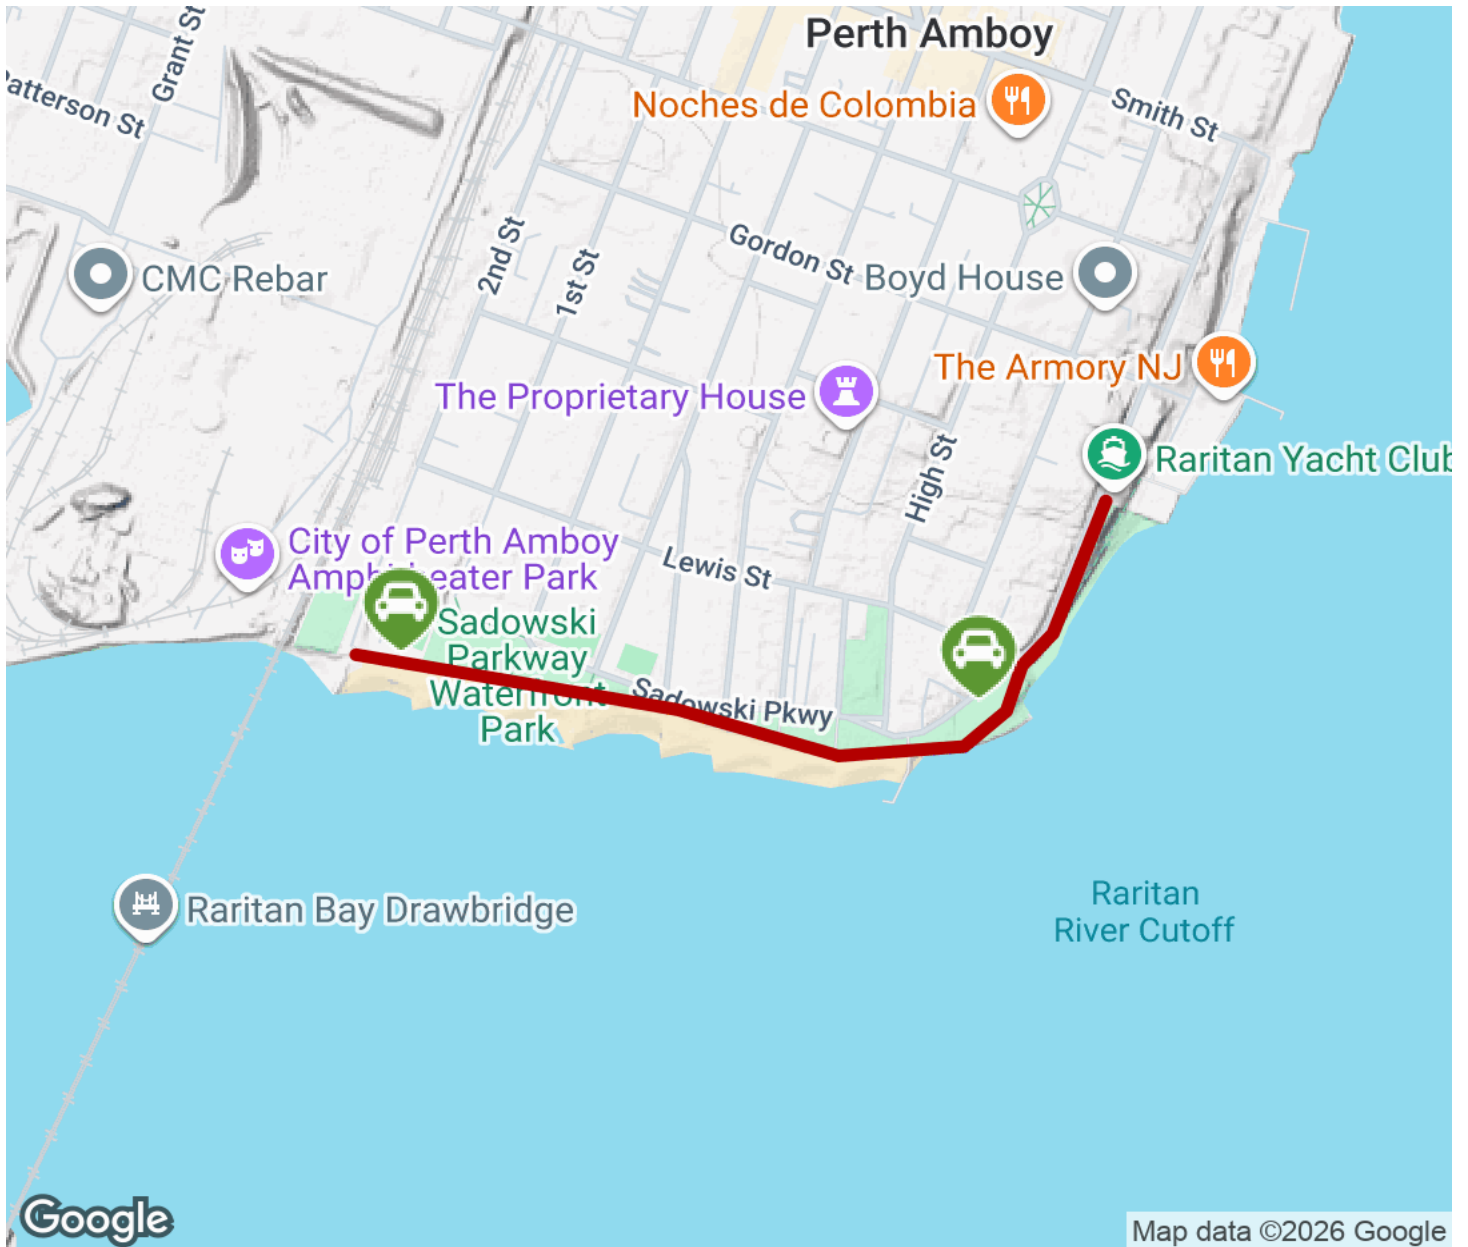 Perth Amboy
Grant St
Patterson St
Noches de Colombia
Smith St
2nd St
1st St
Gordon St
Boyd House
CMC Rebar
The Armory NJ
The Proprietary House
High St
Raritan Yacht Club
City of Perth Amboy
Amphitheater Park
Lewis St
Sadowski
Parkway
Waterfront
Park
Sadowski Pkwy
Raritan
River Cutoff
Raritan Bay Drawbridge
Google
Map data ©2026 Google